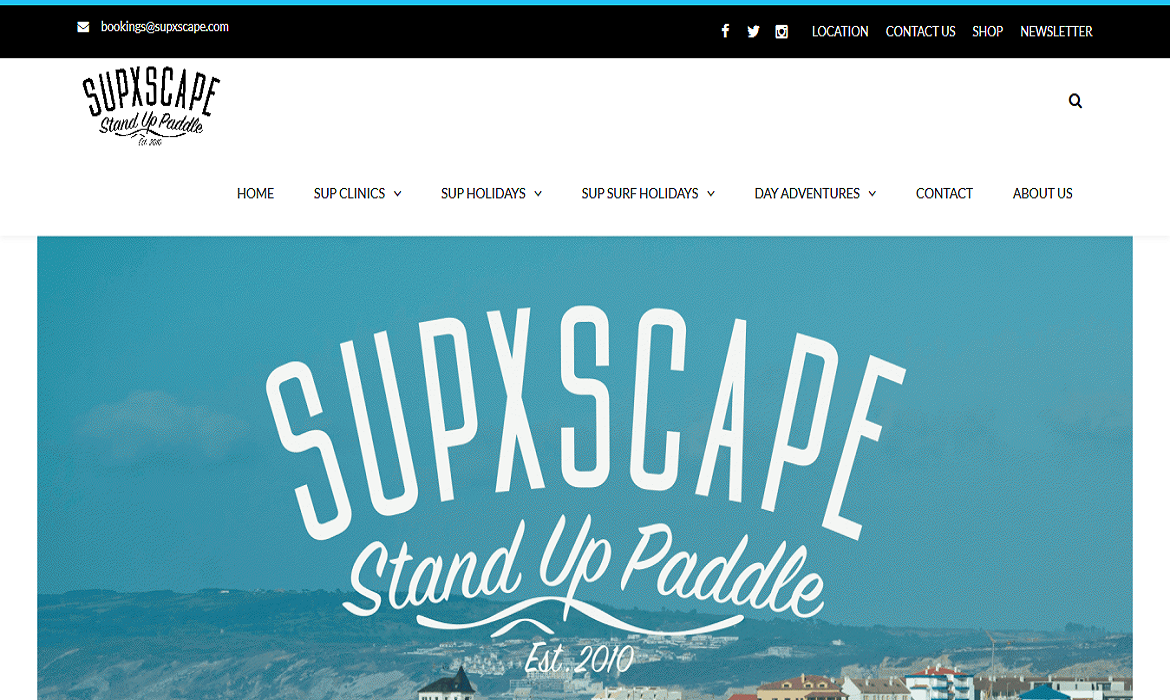 bookings@supxscape.com
LOCATION CONTACT US SHOP NEWSLETTER
SUPXSCAPE
Stand Up Paddle
Est. 2010
HOME SUP CLINICS SUP HOLIDAYS SUP SURF HOLIDAYS DAY ADVENTURES CONTACT ABOUT US
SUPXSCAPE
Stand Up Paddle
Est. 2010